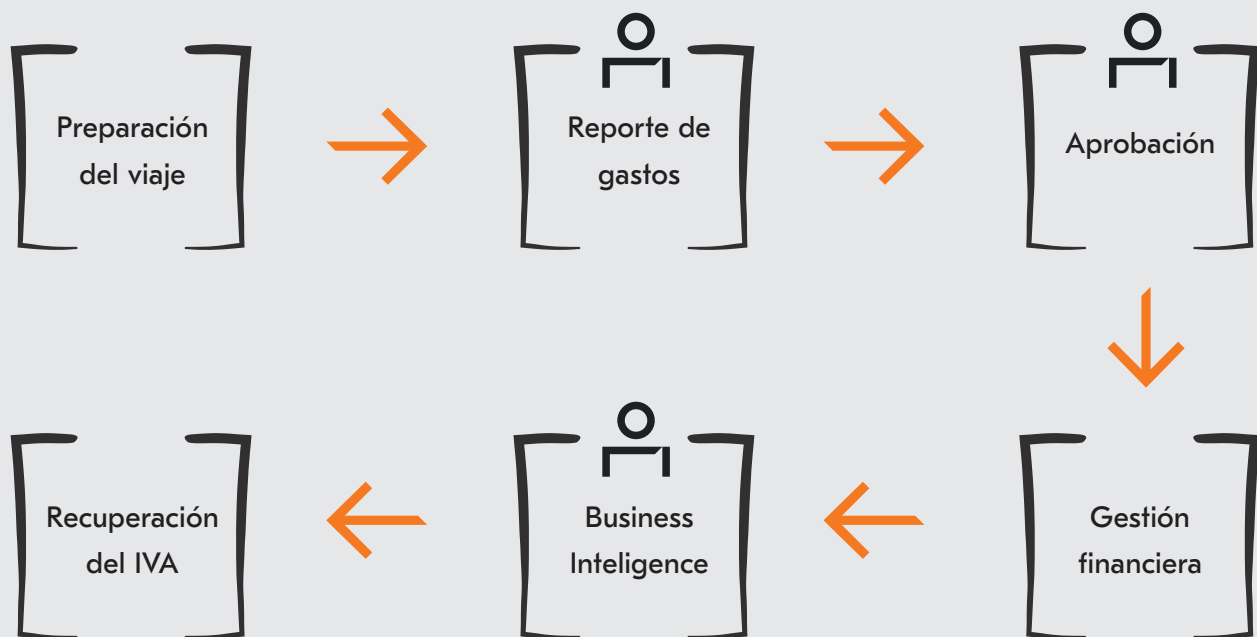 Preparación
del viaje
Reporte de
gastos
Aprobación
Recuperación
del IVA
Business
Inteligence
Gestión
financiera